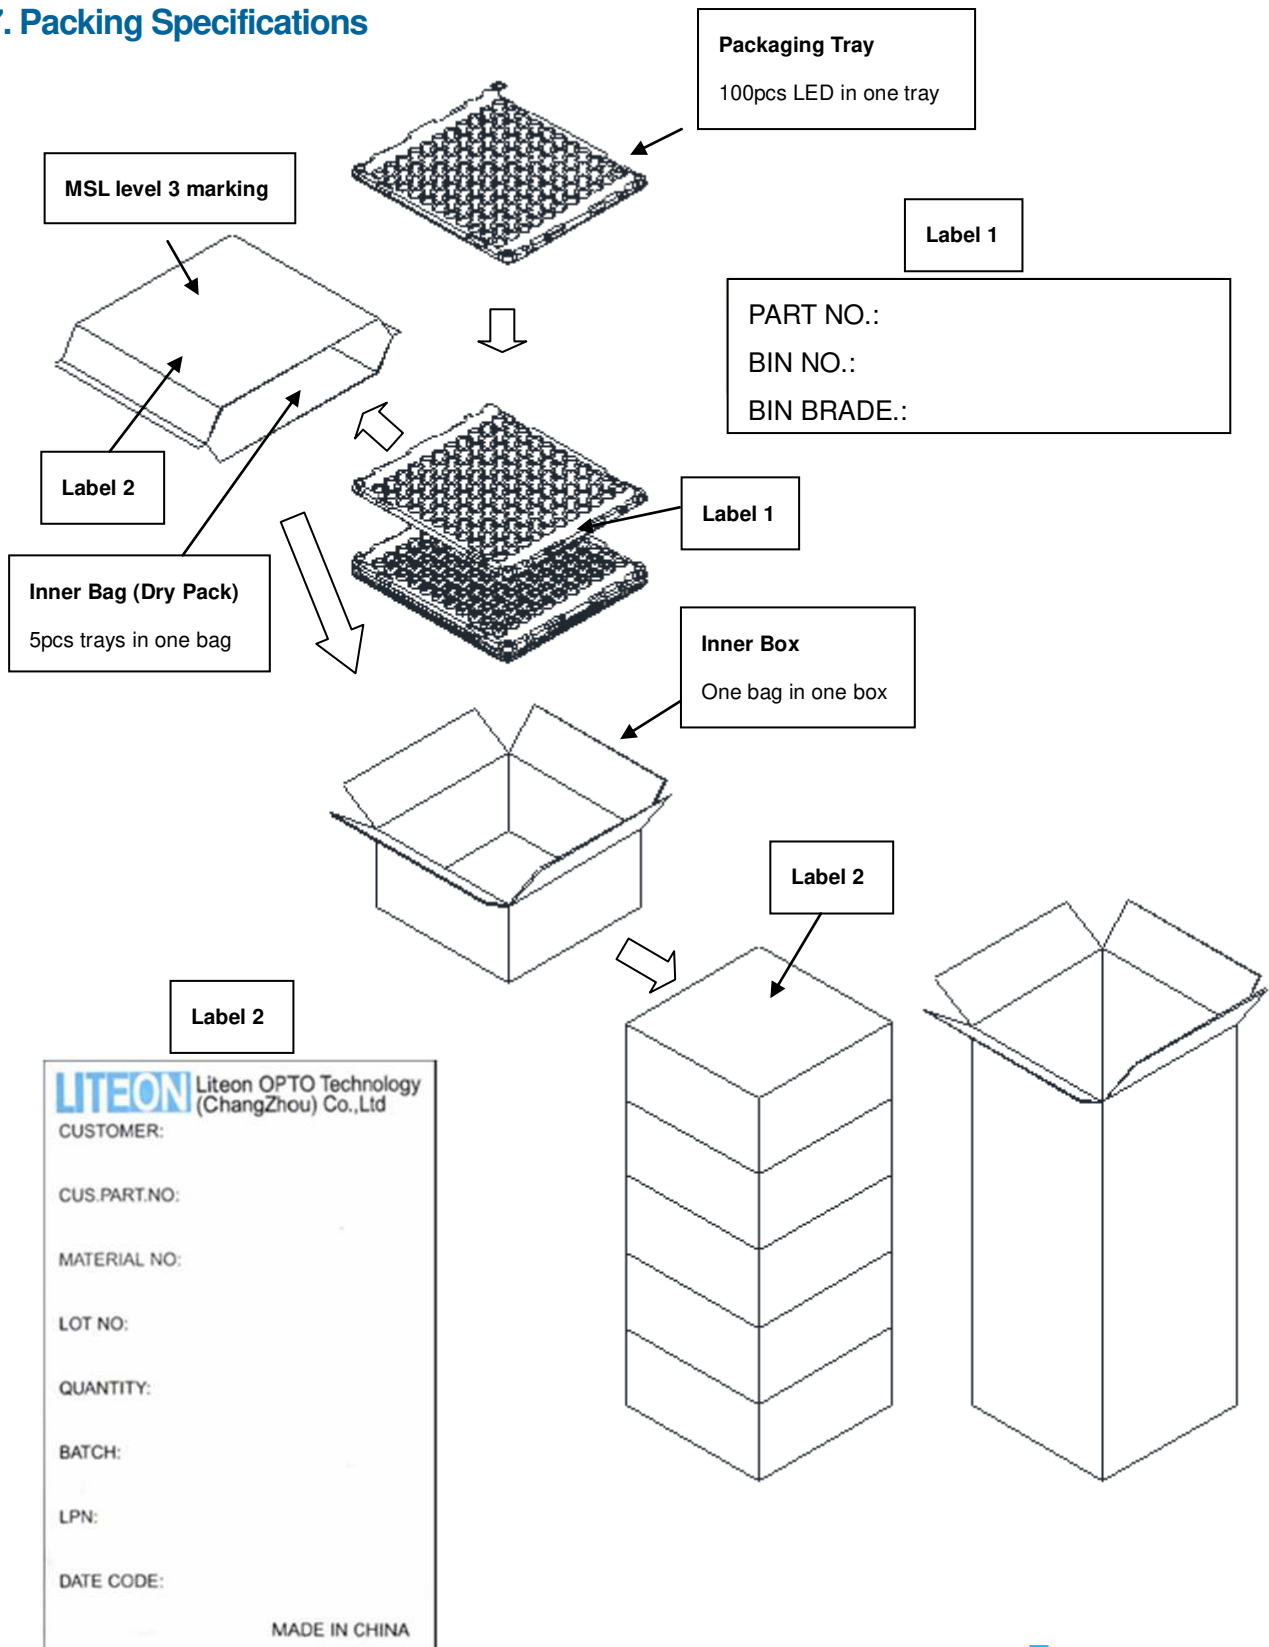 7. Packing Specifications
Packaging Tray
100pcs LED in one tray
MSL level 3 marking
Label 1
PART NO.:
BIN NO.:
BIN BRADE.:
Label 2
Label 1
Inner Bag (Dry Pack)
5pcs trays in one bag
Inner Box
One bag in one box
Label 2
Label 2
LITEON Liteon OPTO Technology
(ChangZhou) Co.,Ltd
CUSTOMER:
CUS.PART.NO:
MATERIAL NO:
LOT NO:
QUANTITY:
BATCH:
LPN:
DATE CODE:
MADE IN CHINA